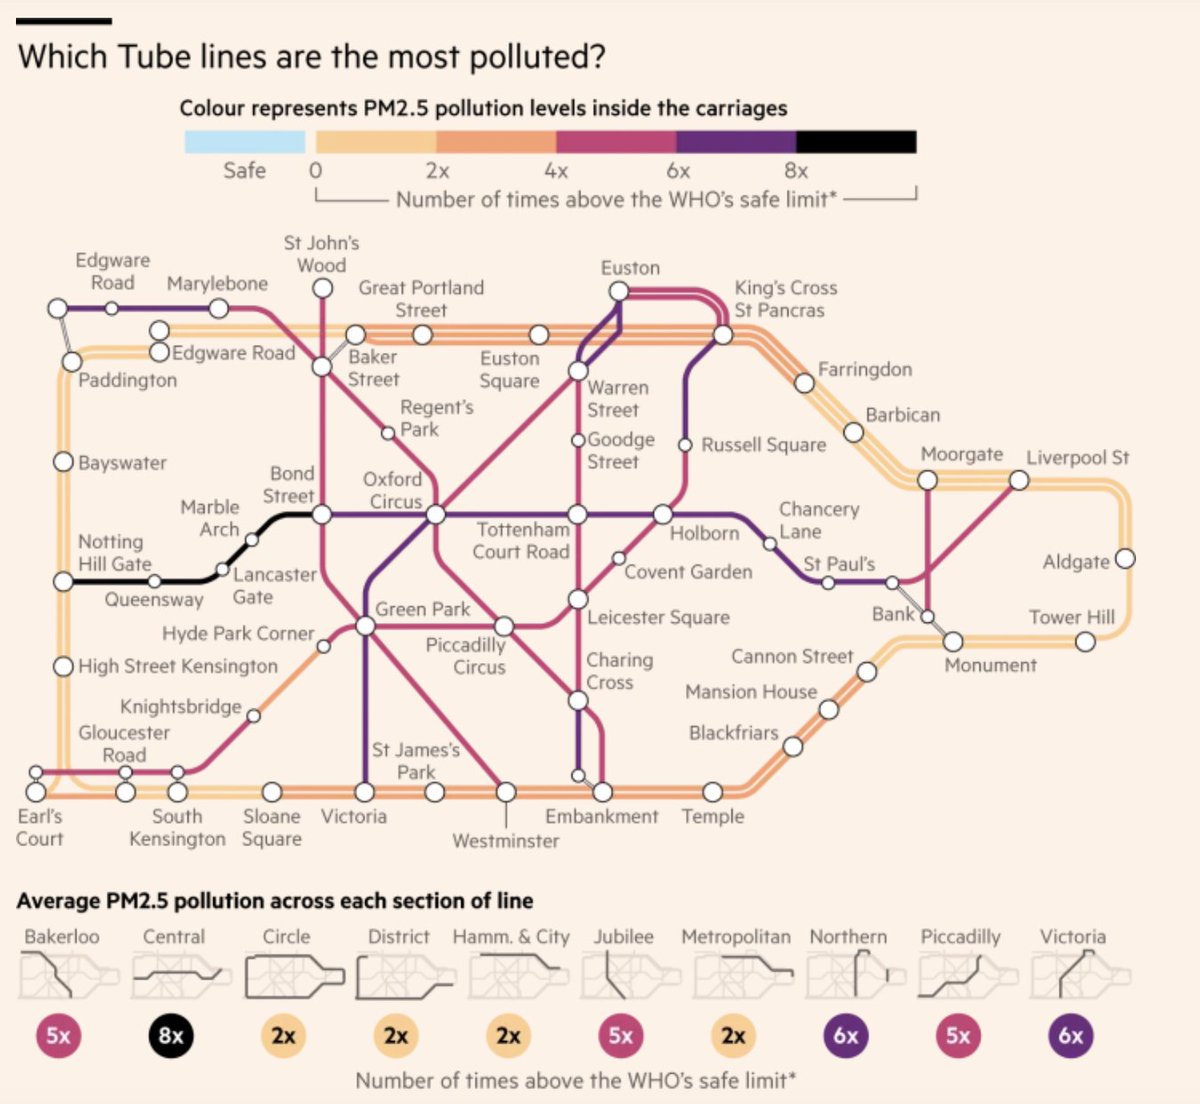 Which Tube lines are the most polluted?
Colour represents PM2.5 pollution levels inside the carriages
Safe 0 2x 4x 6x 8x
Number of times above the WHO's safe limit*
St John's
Wood
Edgware
Road
Marylebone
Great Portland
Street
Euston
King's Cross
St Pancras
Edgware Road
Paddington
Baker
Street
Euston
Square
Warren
Street
Farringdon
Barbican
Regent's
Park
Goodge
Street
Russell Square
Moorgate
Liverpool St
Bayswater
Bond
Street
Oxford
Circus
Marble
Arch
Tottenham
Court Road
Holborn
Chancery
Lane
St Paul's
Notting
Hill Gate
Queensway
Lancaster
Gate
Covent Garden
Aldgate
Bank
Tower Hill
Green Park
Leicester Square
Hyde Park Corner
Piccadilly
Circus
Charing
Cross
Cannon Street
Monument
High Street Kensington
Mansion House
Knightsbridge
Blackfriars
Gloucester
Road
St James's
Park
Earl's
Court
South
Kensington
Sloane
Square
Victoria
Westminster
Embankment
Temple
Average PM2.5 pollution across each section of line
Bakerloo Central Circle District Hamm. & City Jubilee Metropolitan Northern Piccadilly Victoria
5x 8x 2x 2x 2x 5x 2x 6x 5x 6x
Number of times above the WHO's safe limit*